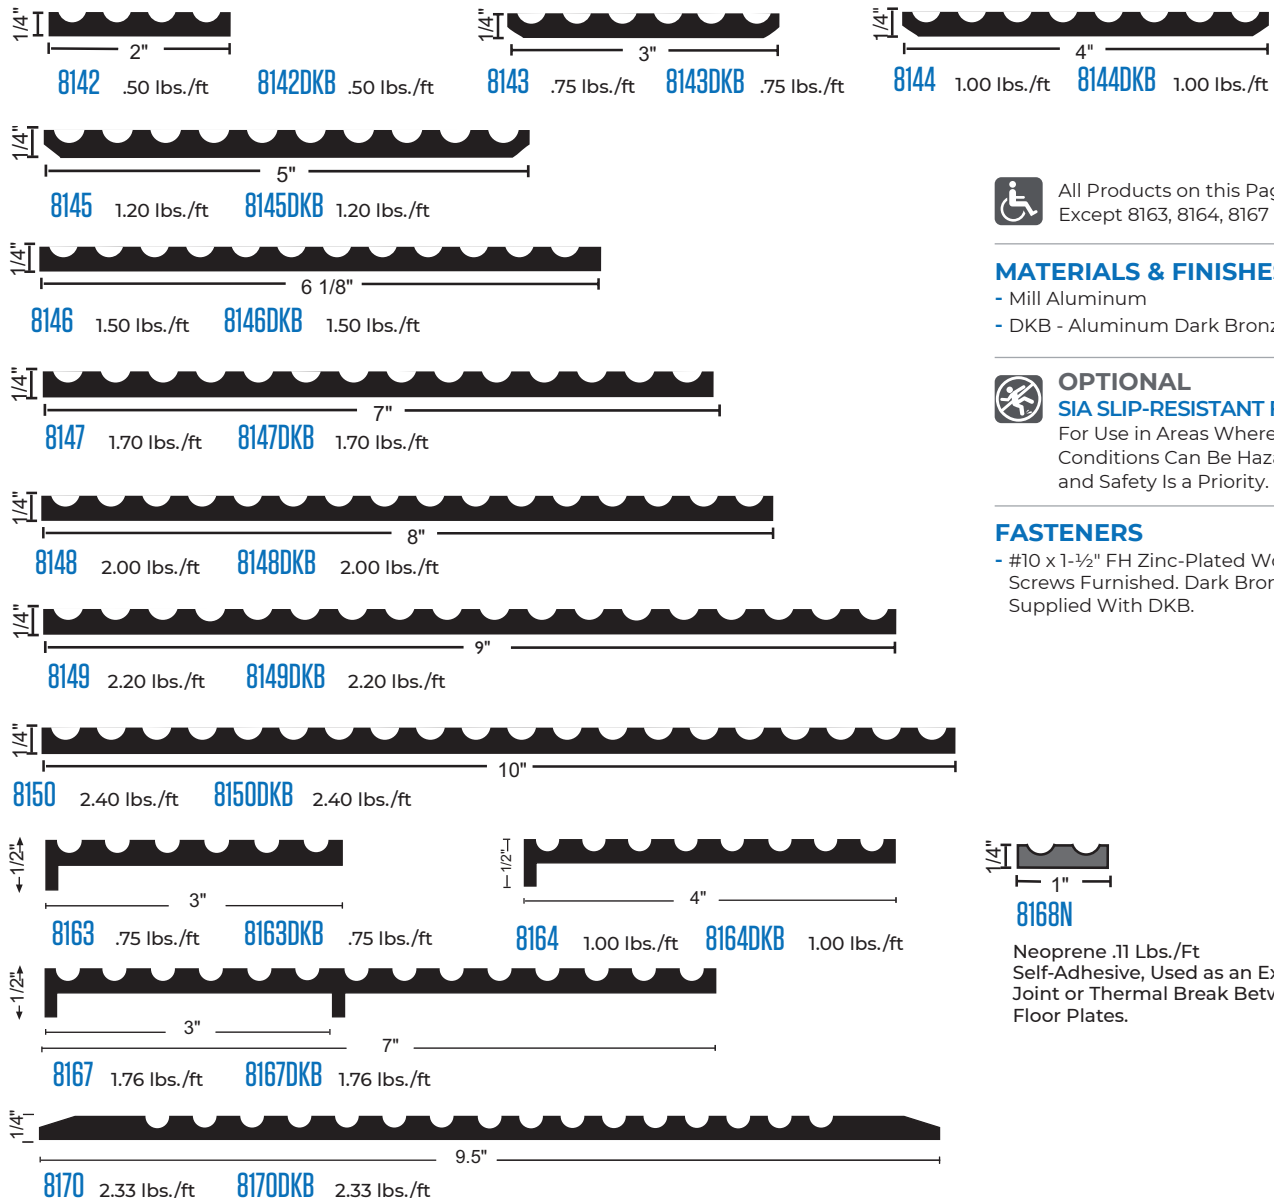 1/4"
2"
8142 .50 lbs./ft 8142DKB .50 lbs./ft
1/4"
3"
8143 .75 lbs./ft 8143DKB .75 lbs./ft
1/4"
4"
8144 1.00 lbs./ft 8144DKB 1.00 lbs./ft
1/4"
5"
8145 1.20 lbs./ft 8145DKB 1.20 lbs./ft
1/4"
6 1/8"
8146 1.50 lbs./ft 8146DKB 1.50 lbs./ft
1/4"
7"
8147 1.70 lbs./ft 8147DKB 1.70 lbs./ft
1/4"
8"
8148 2.00 lbs./ft 8148DKB 2.00 lbs./ft
1/4"
9"
8149 2.20 lbs./ft 8149DKB 2.20 lbs./ft
1/4"
10"
8150 2.40 lbs./ft 8150DKB 2.40 lbs./ft
1/2"
3"
8163 .75 lbs./ft 8163DKB .75 lbs./ft
1/2"
4"
8164 1.00 lbs./ft 8164DKB 1.00 lbs./ft
1/2"
3"
7"
8167 1.76 lbs./ft 8167DKB 1.76 lbs./ft
1/4"
9.5"
8170 2.33 lbs./ft 8170DKB 2.33 lbs./ft
All Products on this
Except 8163, 8164, 8167
MATERIALS &
- Mill Aluminum
- DKB - Aluminum Dark
OPTIONAL
SIA SLIP-RESISTANT
For Use in Areas Where
Conditions Can Be
and Safety Is a Priority.
FASTENERS
- #10 x 1-½" FH Zinc-Plated
Screws Furnished. Dark
Supplied With DKB.
1/4"
1"
8168N
Neoprene .11 Lbs./Ft
Self-Adhesive, Used as an
Joint or Thermal Break
Floor Plates.